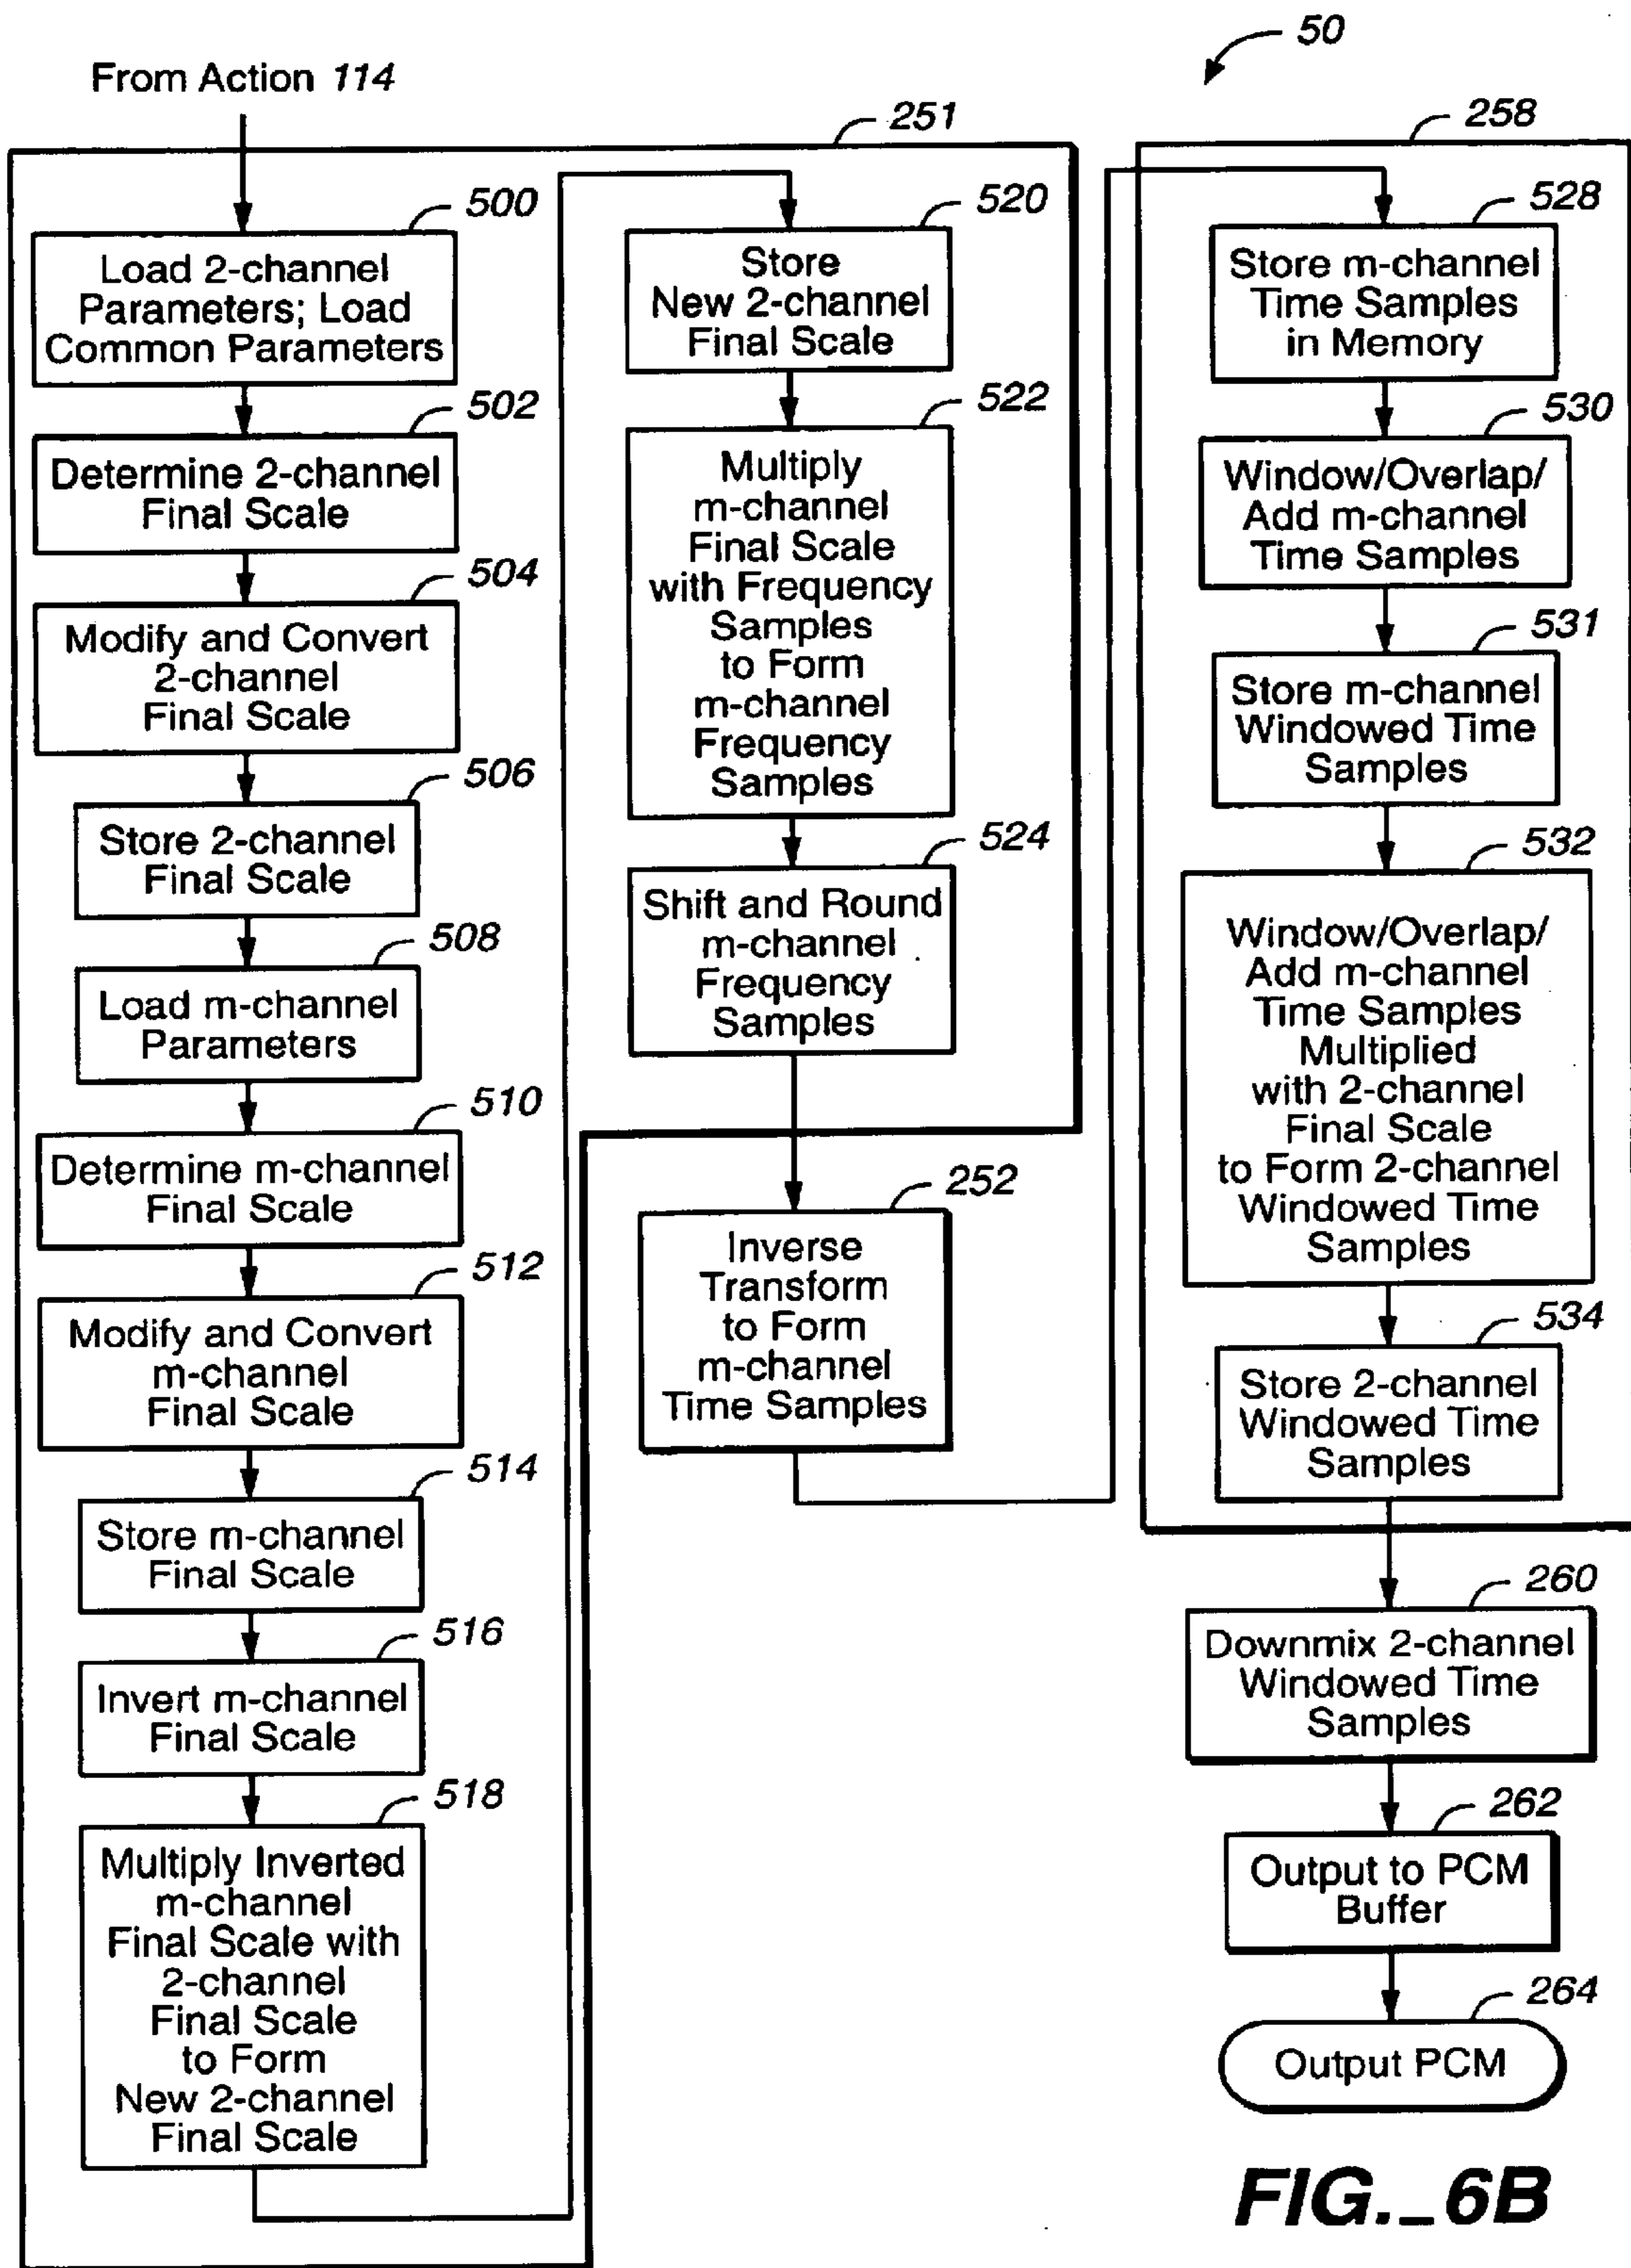 50
From Action 114
251
258
500
Load 2-channel
Parameters; Load
Common Parameters
502
Determine 2-channel
Final Scale
504
Modify and Convert
2-channel
Final Scale
506
Store 2-channel
Final Scale
508
Load m-channel
Parameters
510
Determine m-channel
Final Scale
512
Modify and Convert
m-channel
Final Scale
514
Store m-channel
Final Scale
516
Invert m-channel
Final Scale
518
Multiply Inverted
m-channel
Final Scale with
2-channel
Final Scale
to Form
New 2-channel
Final Scale
520
Store
New 2-channel
Final Scale
522
Multiply
m-channel
Final Scale
with Frequency
Samples
to Form
m-channel
Frequency
Samples
524
Shift and Round
m-channel
Frequency
Samples
252
Inverse
Transform
to Form
m-channel
Time Samples
528
Store m-channel
Time Samples
in Memory
530
Window/Overlap/
Add m-channel
Time Samples
531
Store m-channel
Windowed Time
Samples
532
Window/Overlap/
Add m-channel
Time Samples
Multiplied
with 2-channel
Final Scale
to Form 2-channel
Windowed Time
Samples
534
Store 2-channel
Windowed Time
Samples
260
Downmix 2-channel
Windowed Time
Samples
262
Output to PCM
Buffer
264
Output PCM
FIG._6B